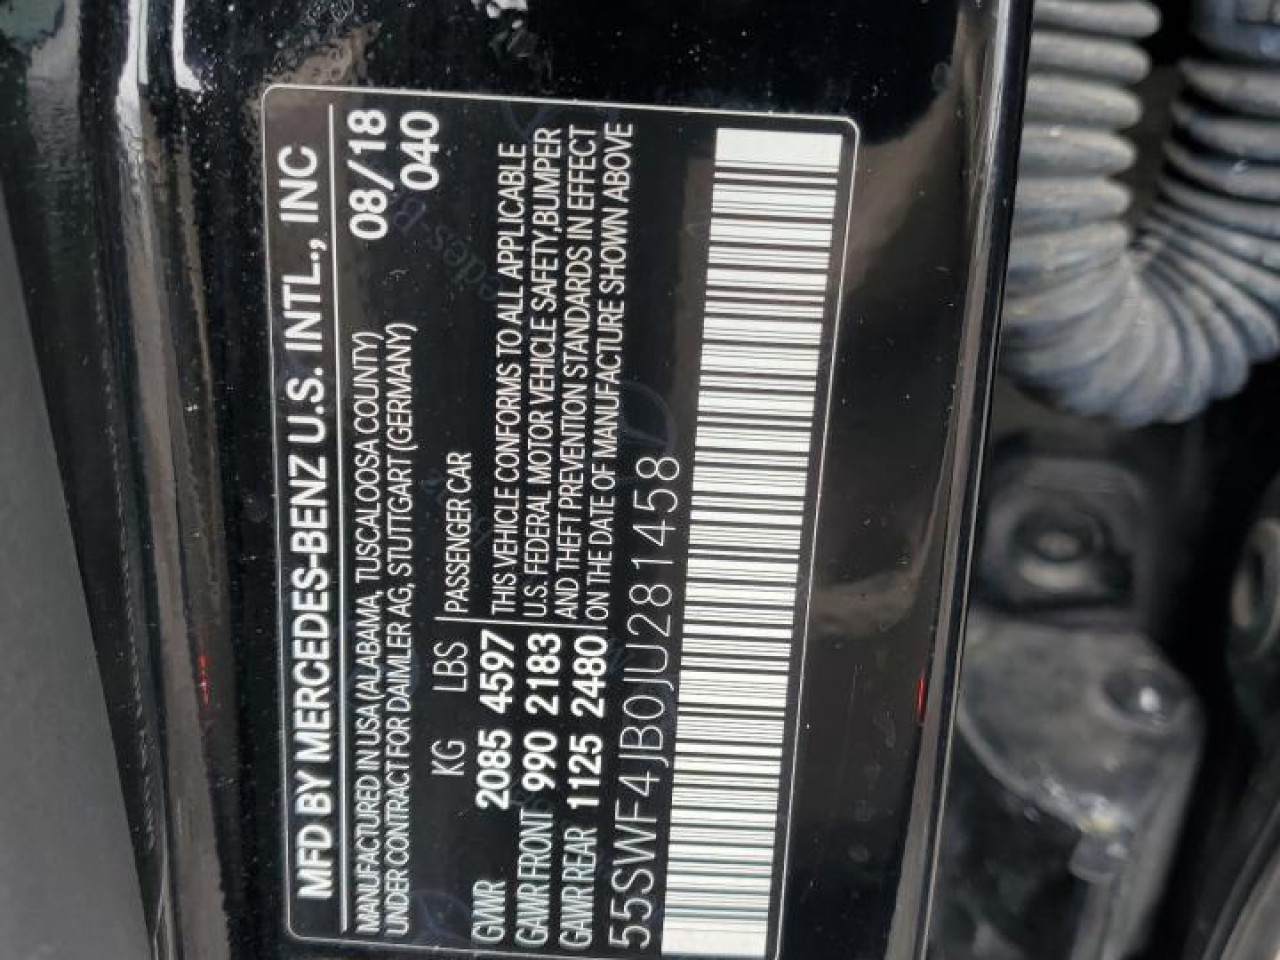 MFD BY MERCEDES-BENZ U.S. INTL., INC
MANUFACTURED IN USA (ALABAMA, TUSCALOOSA COUNTY) 08/18
UNDER CONTRACT FOR DAIMLER AG, STUTTGART (GERMANY) 040
KG LBS PASSENGER CAR
GVWR 2085 4597 THIS VEHICLE CONFORMS TO ALL APPLICABLE
GAWR FRONT 990 2183 U.S. FEDERAL MOTOR VEHICLE SAFETY, BUMPER
AND THEFT PREVENTION STANDARDS IN EFFECT
GAWR REAR 1125 2480 ON THE DATE OF MANUFACTURE SHOWN ABOVE
55SWF4JB0JU281458